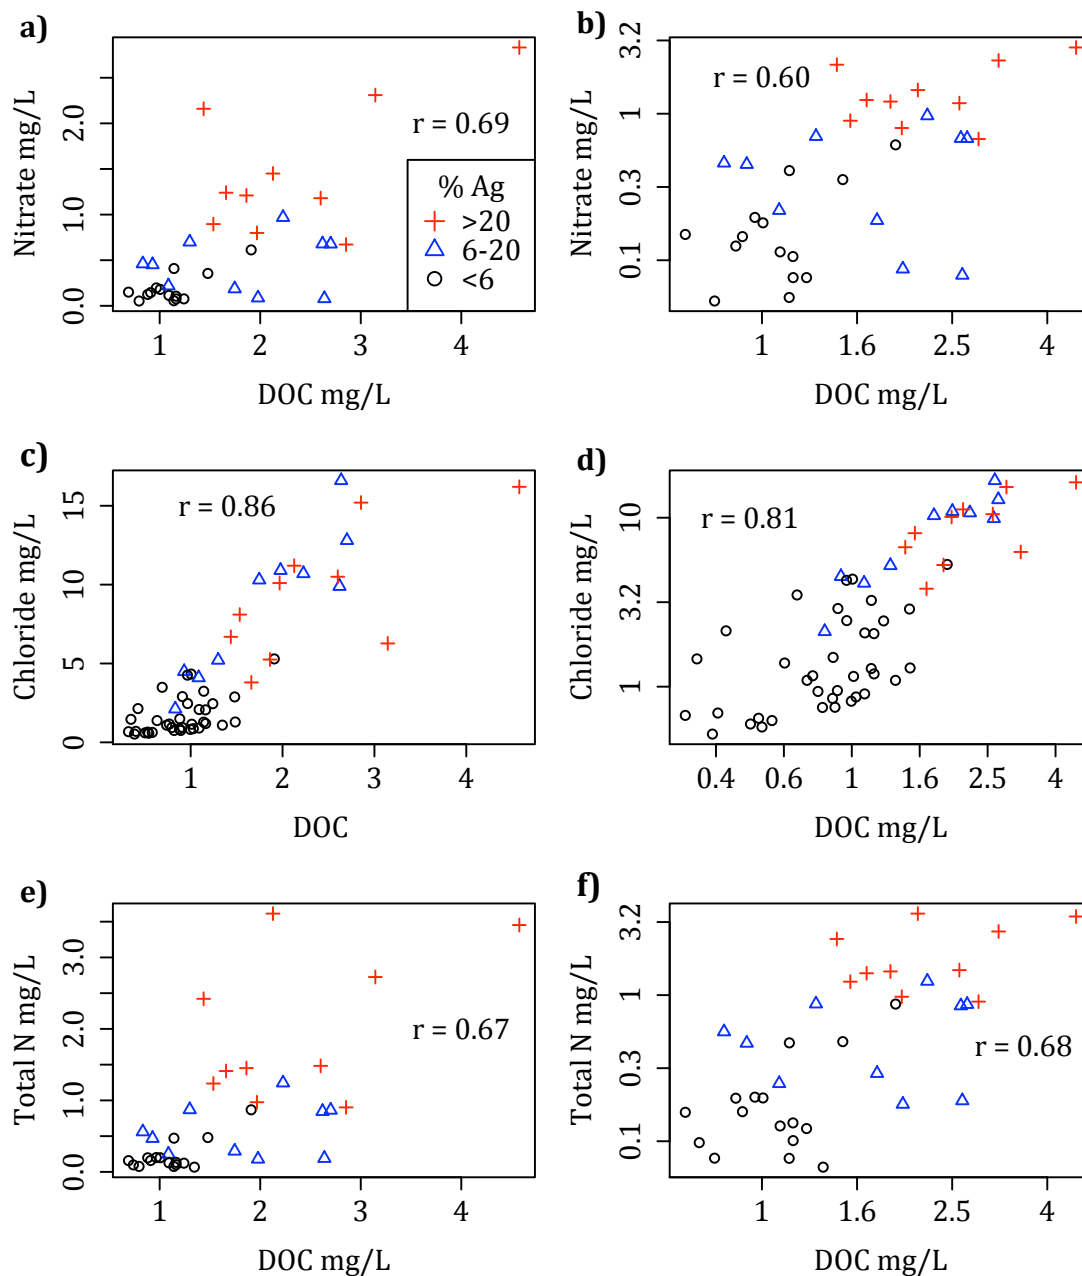 a)
Nitrate mg/L
0.0 1.0 2.0
r = 0.69
% Ag
>20
6-20
<6
1 2 3 4
DOC mg/L
b)
Nitrate mg/L
0.1 0.3 1 3.2
r = 0.60
1 1.6 2.5 4
DOC mg/L
c)
Chloride mg/L
0 5 10 15
r = 0.86
1 2 3 4
DOC
d)
Chloride mg/L
1 3.2 10
r = 0.81
0.4 0.6 1 1.6 2.5 4
DOC mg/L
e)
Total N mg/L
0.0 1.0 2.0 3.0
r = 0.67
1 2 3 4
DOC mg/L
f)
Total N mg/L
0.1 0.3 1 3.2
r = 0.68
1 1.6 2.5 4
DOC mg/L